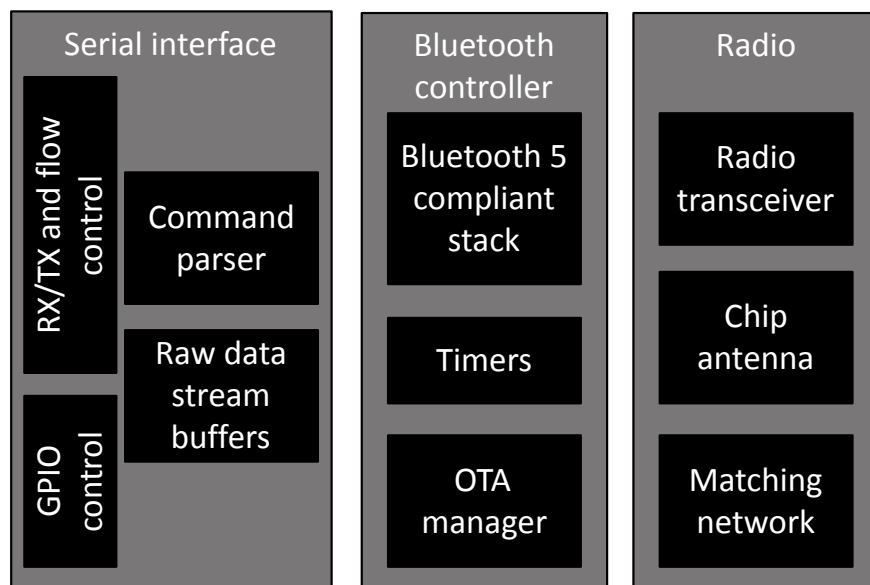 Serial interface
RX/TX and flow
control
Command
parser
Raw data
stream
buffers
GPIO
control
Bluetooth
controller
Bluetooth 5
compliant
stack
Timers
OTA
manager
Radio
Radio
transceiver
Chip
antenna
Matching
network